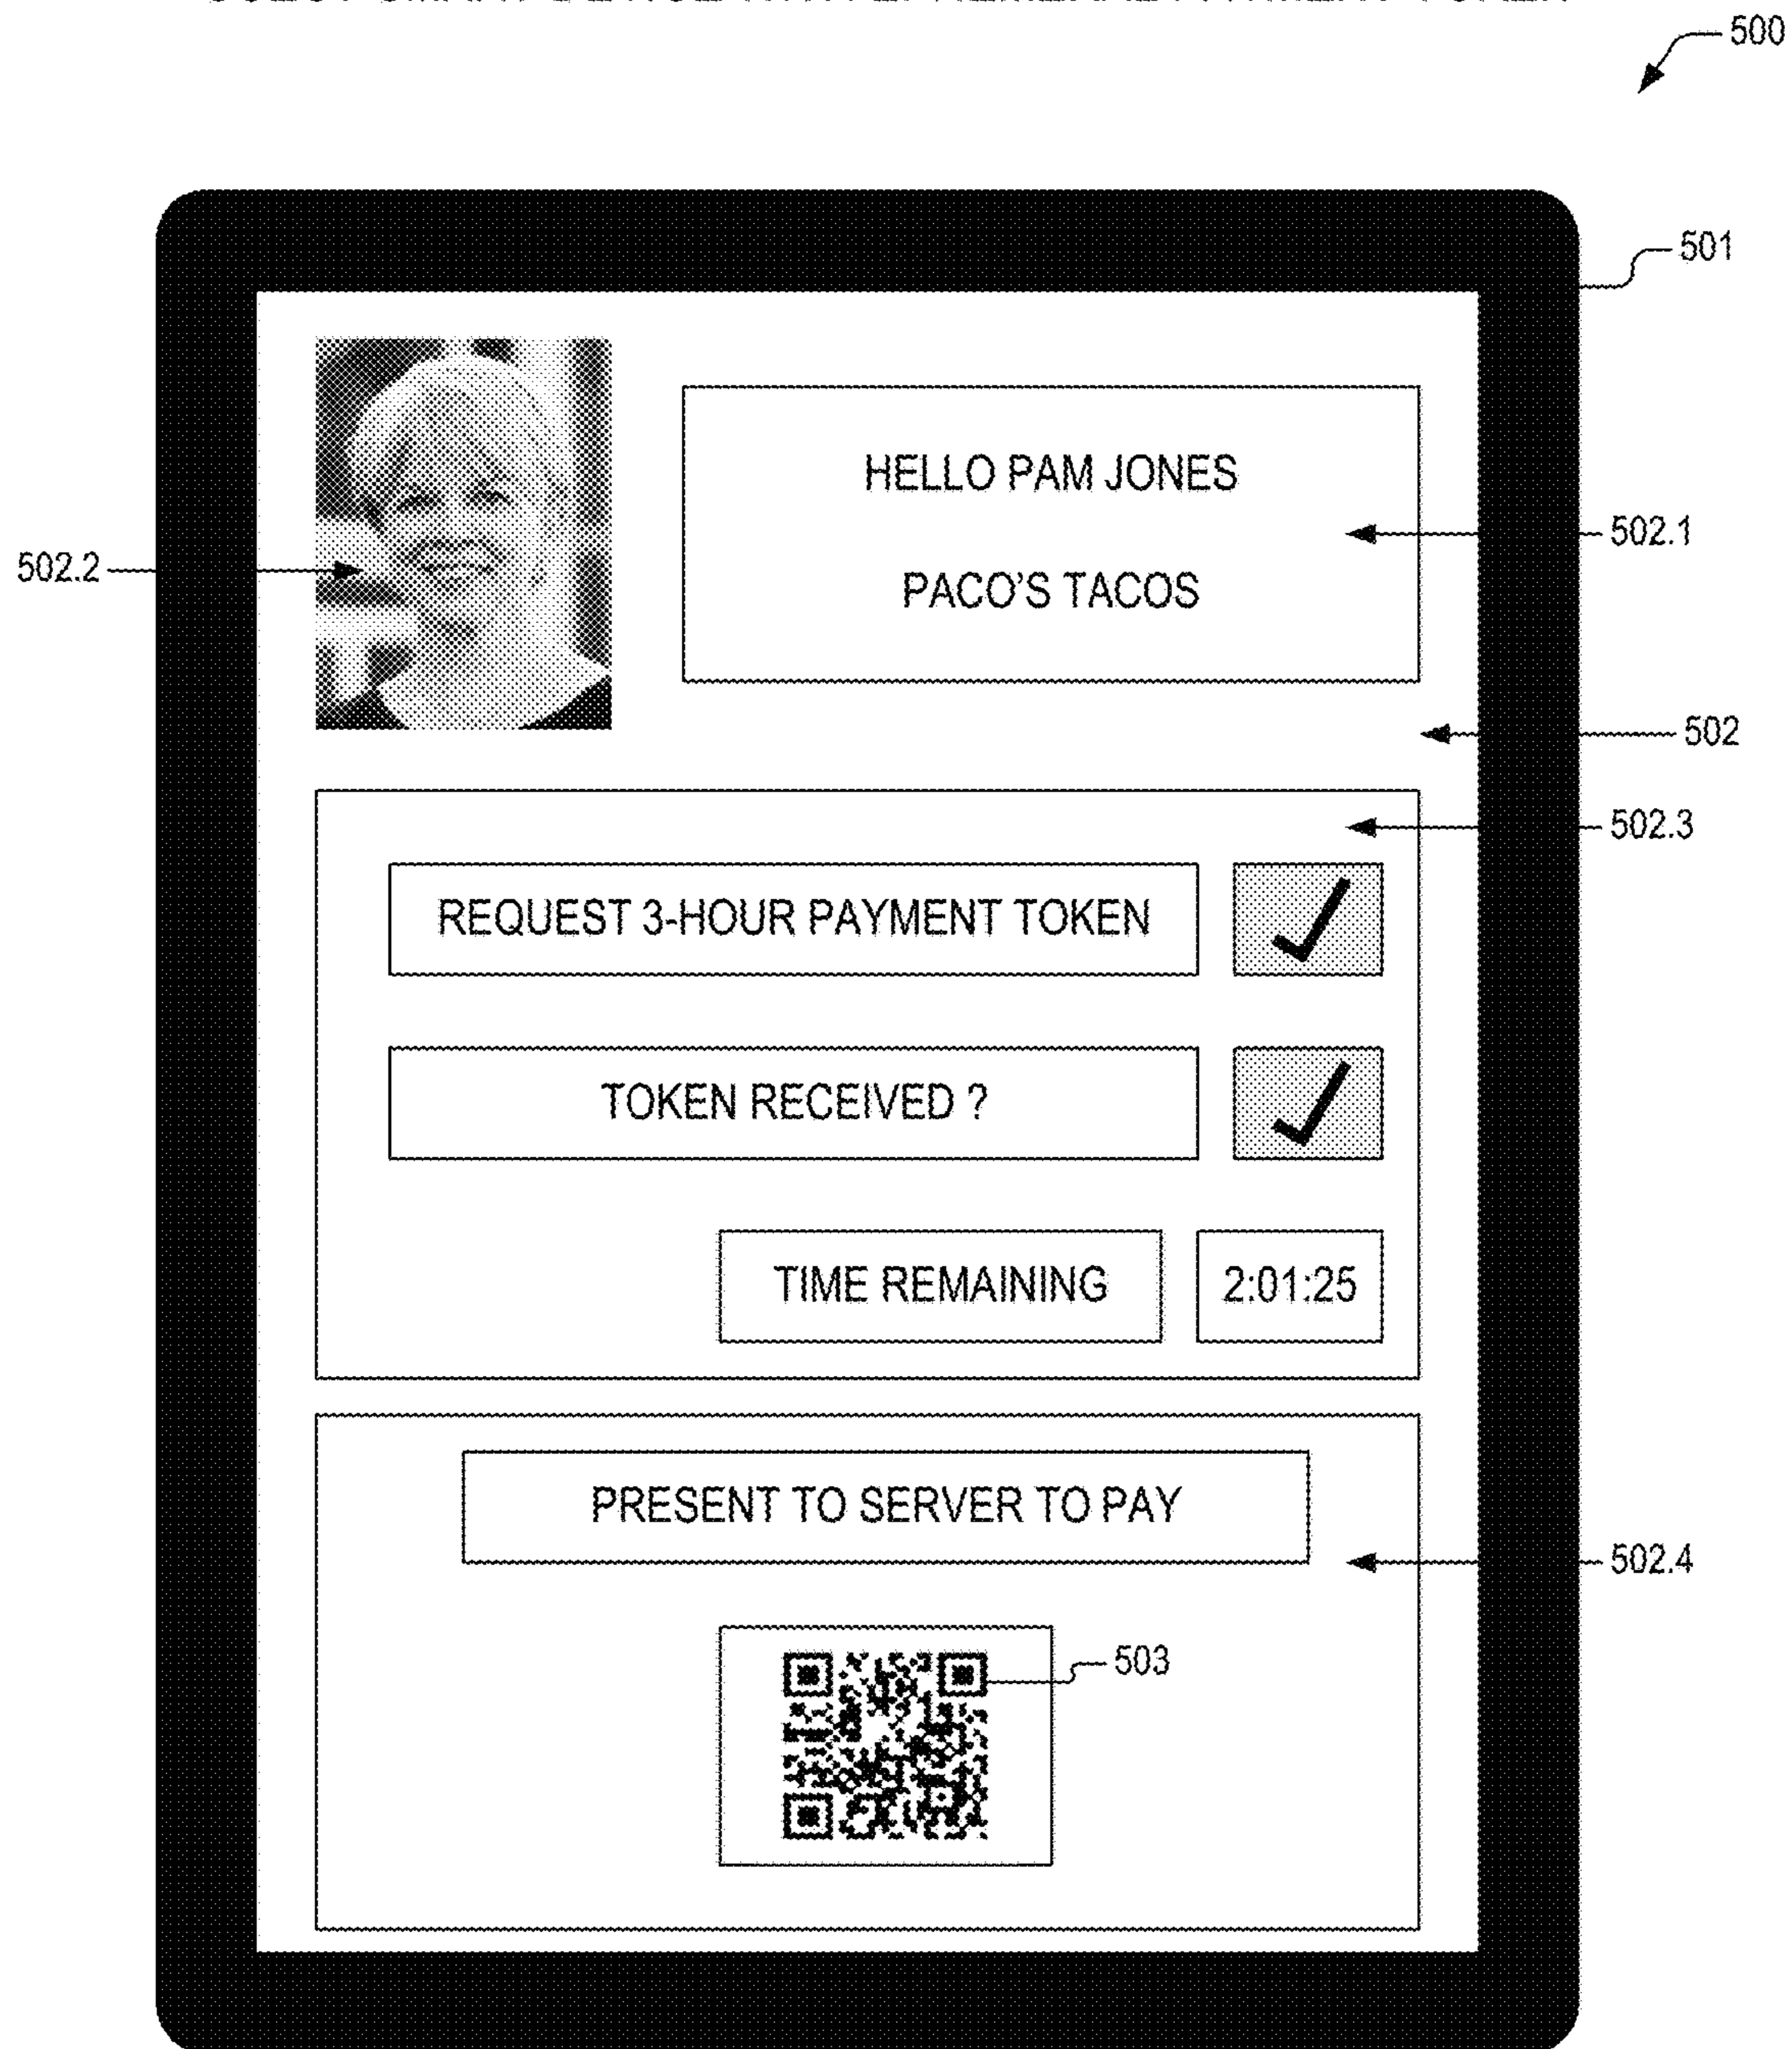 500
501
HELLO PAM JONES
502.1
502.2
PACO'S TACOS
502
502.3
REQUEST 3-HOUR PAYMENT TOKEN
TOKEN RECEIVED ?
TIME REMAINING 2:01:25
PRESENT TO SERVER TO PAY
502.4
503